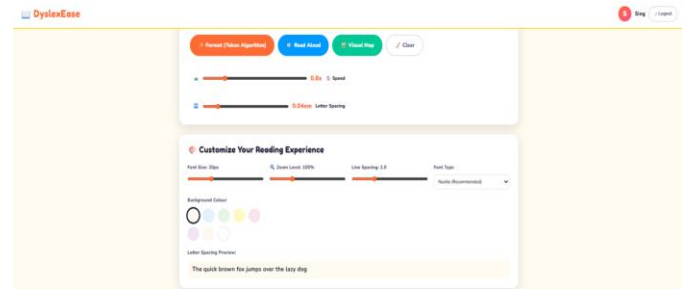 DyslexEase
S Sieg Logout
Format (Token Algorithm) Read Aloud Visual Map Clear
0.8x Speed
0.04em Letter Spacing
Customize Your Reading Experience
Font Size: 20px Zoom Level: 100% Line Spacing: 2.0 Font Type:
Nunito (Recommended)
Background Colour
Letter Spacing Preview:
The quick brown fox jumps over the lazy dog